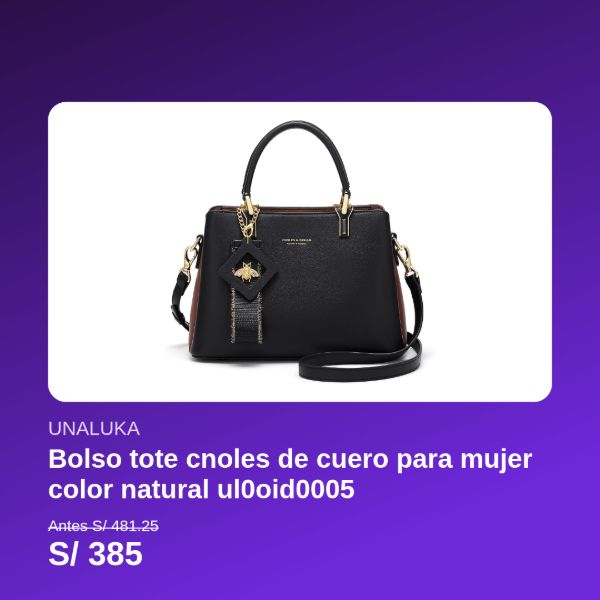 UNALUKA
Bolso tote cnoles de cuero para mujer
color natural ul0oid0005
Antes S/ 481.25
S/ 385